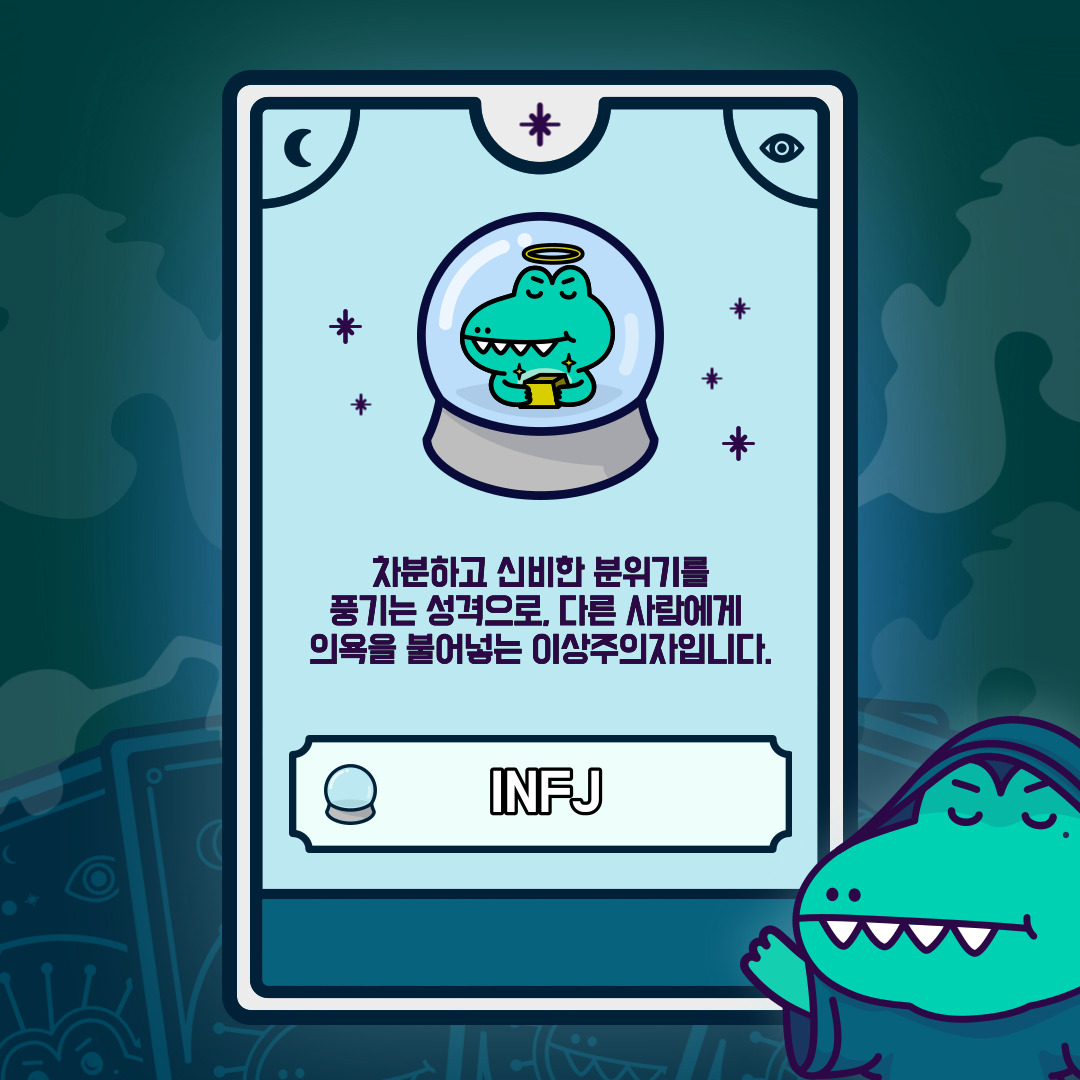 차분하고 신비한 분위기를
풍기는 성격으로, 다른 사람에게
의욕을 불어넣는 이상주의자입니다.
INFJ